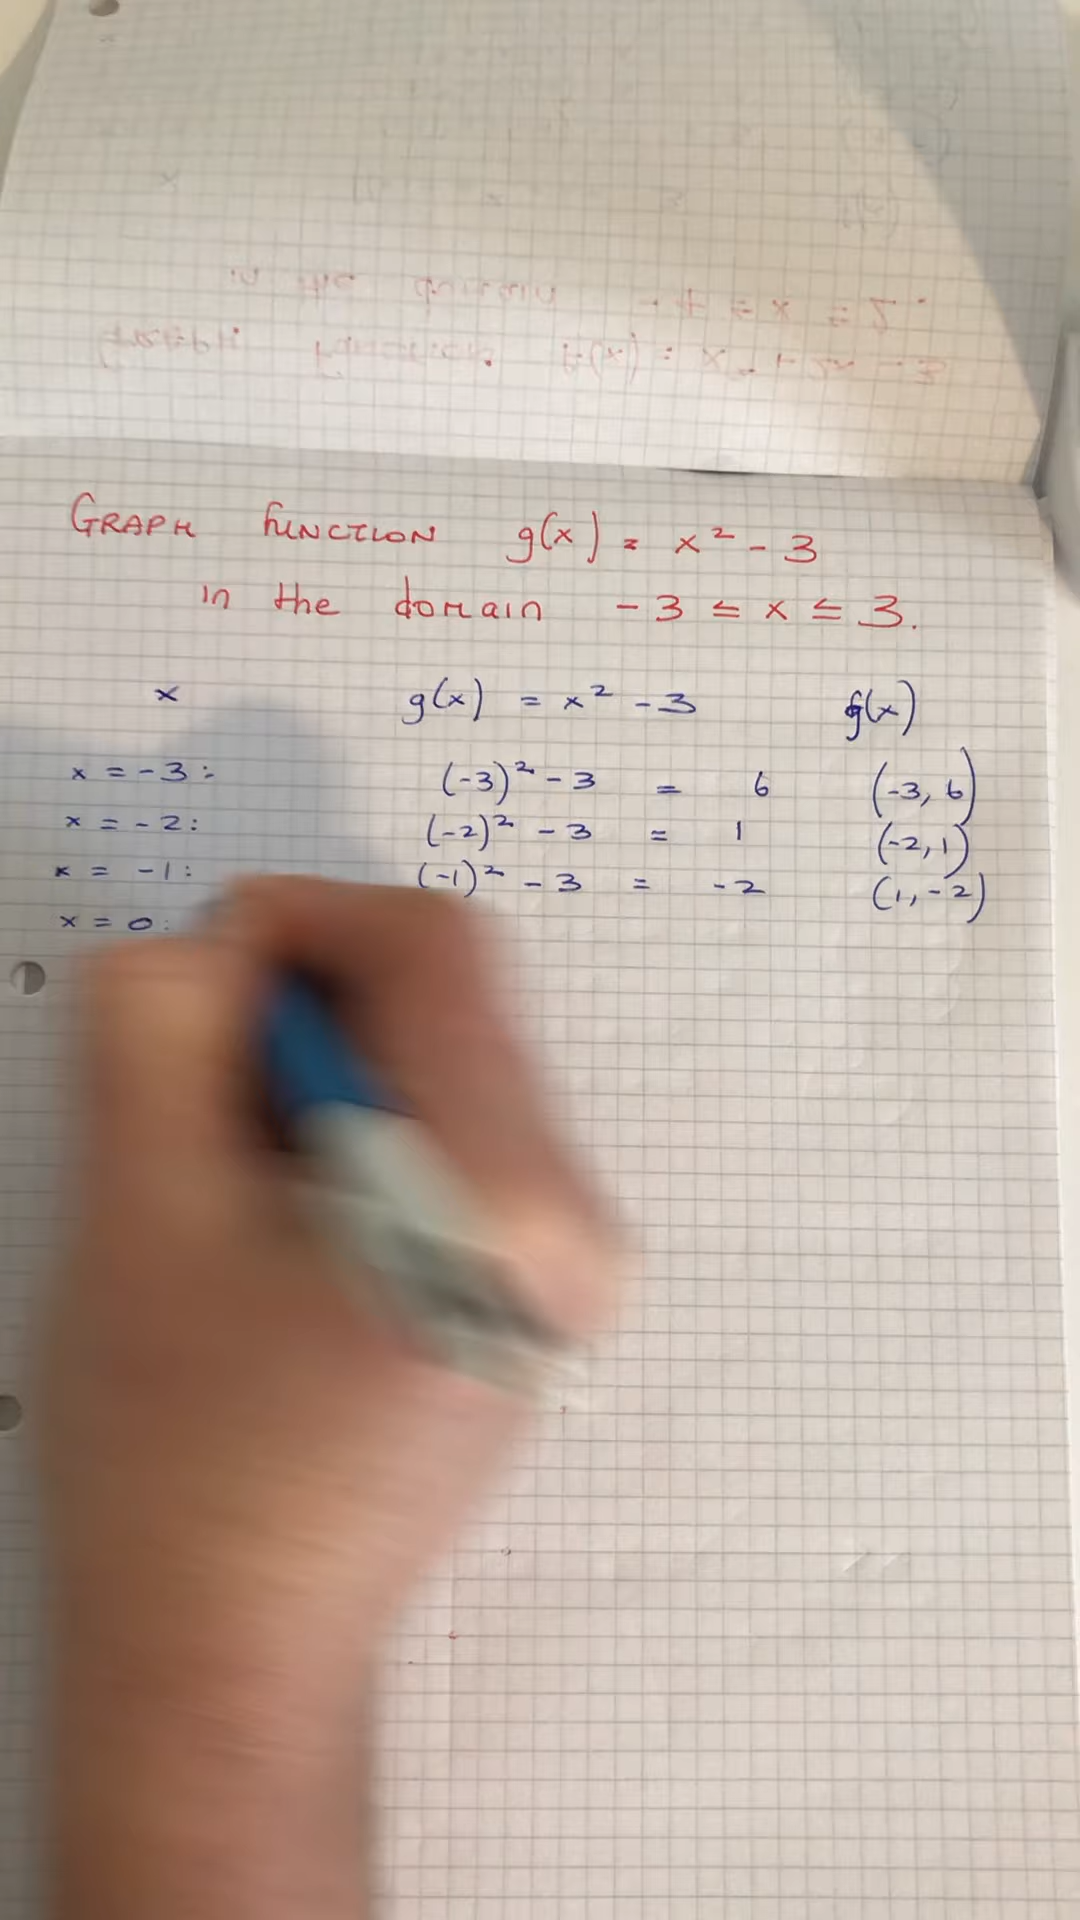 GRAPH FUNCTION g(x) = x² - 3
in the domain -3 ≤ x ≤ 3.
x g(x) = x² - 3 g(x)
x = -3: (-3)² - 3 = 6 (-3, 6)
x = -2: (-2)² - 3 = 1 (-2, 1)
x = -1: (-1)² - 3 = -2 (1, -2)
x = 0: